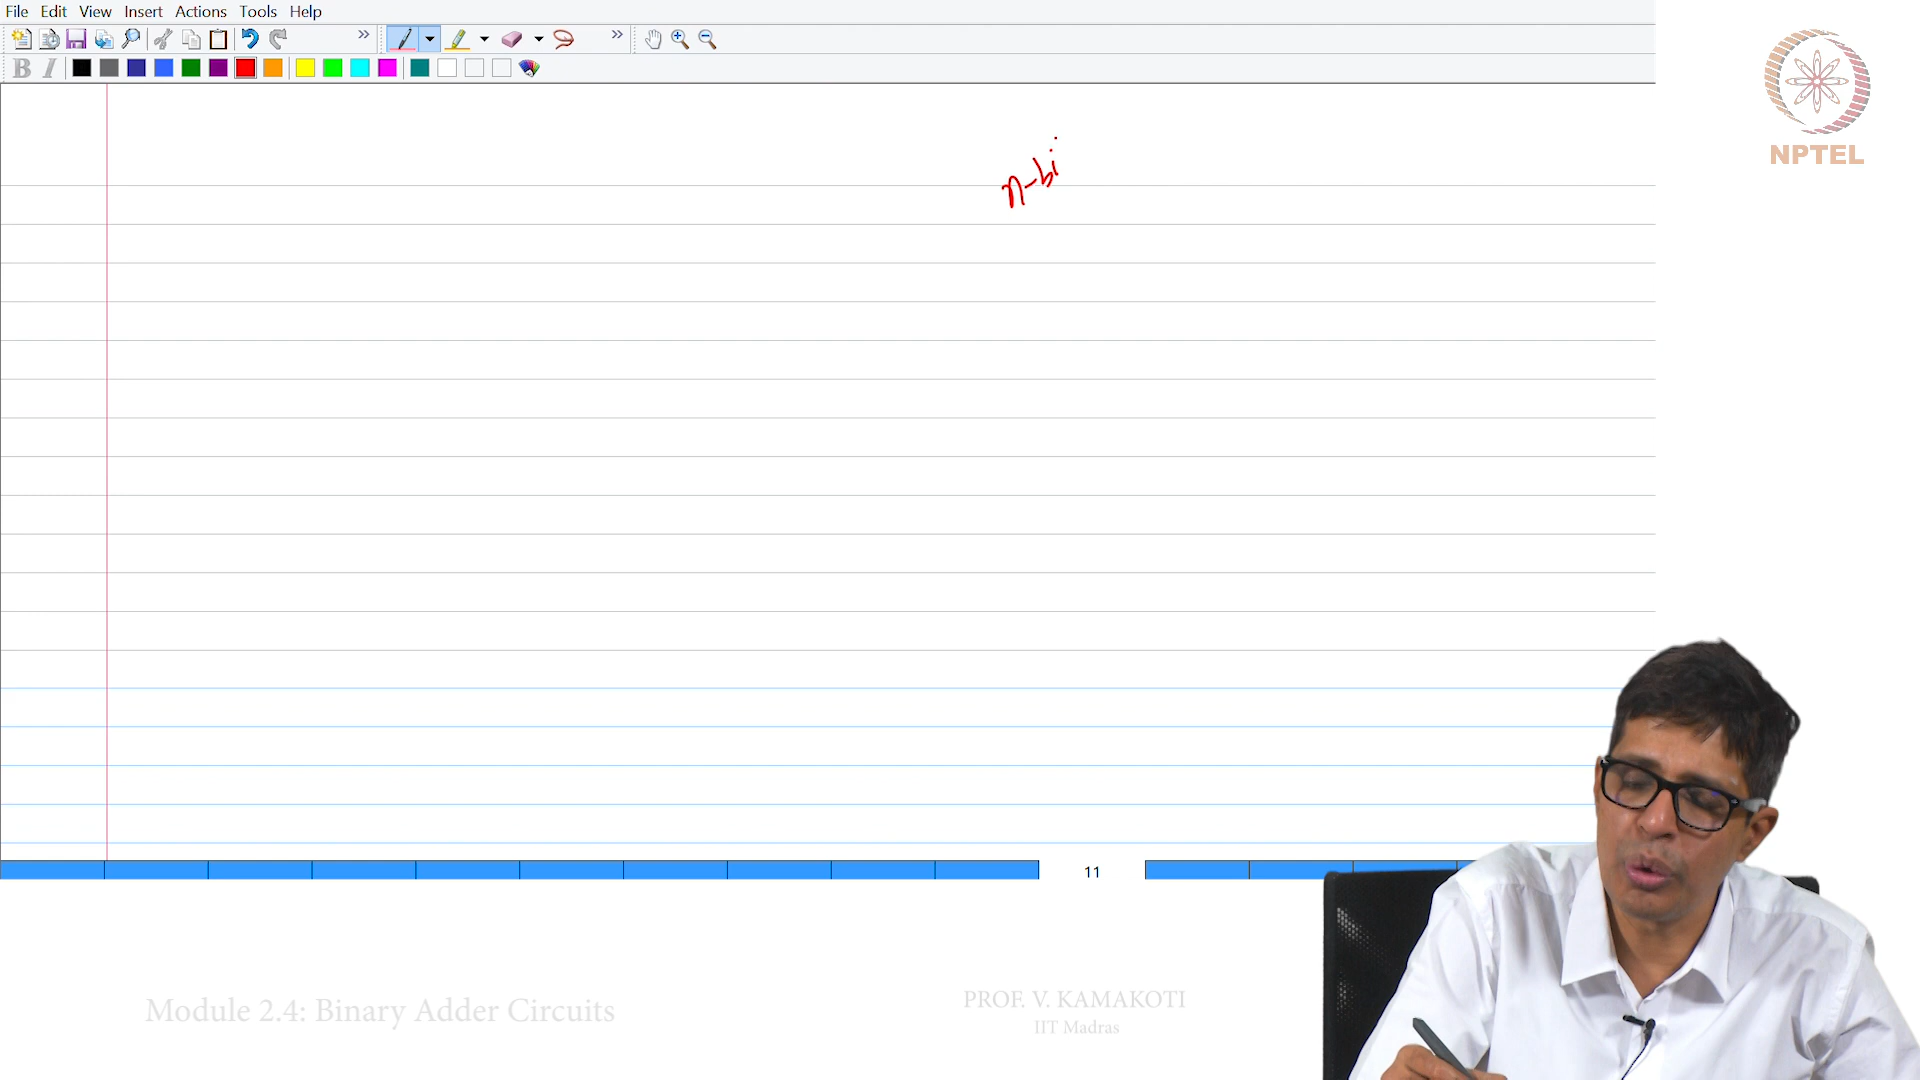 File Edit View Insert Actions Tools Help
B I
NPTEL
n-bi
11
Module 2.4: Binary Adder Circuits
PROF. V. KAMAKOTI
IIT Madras